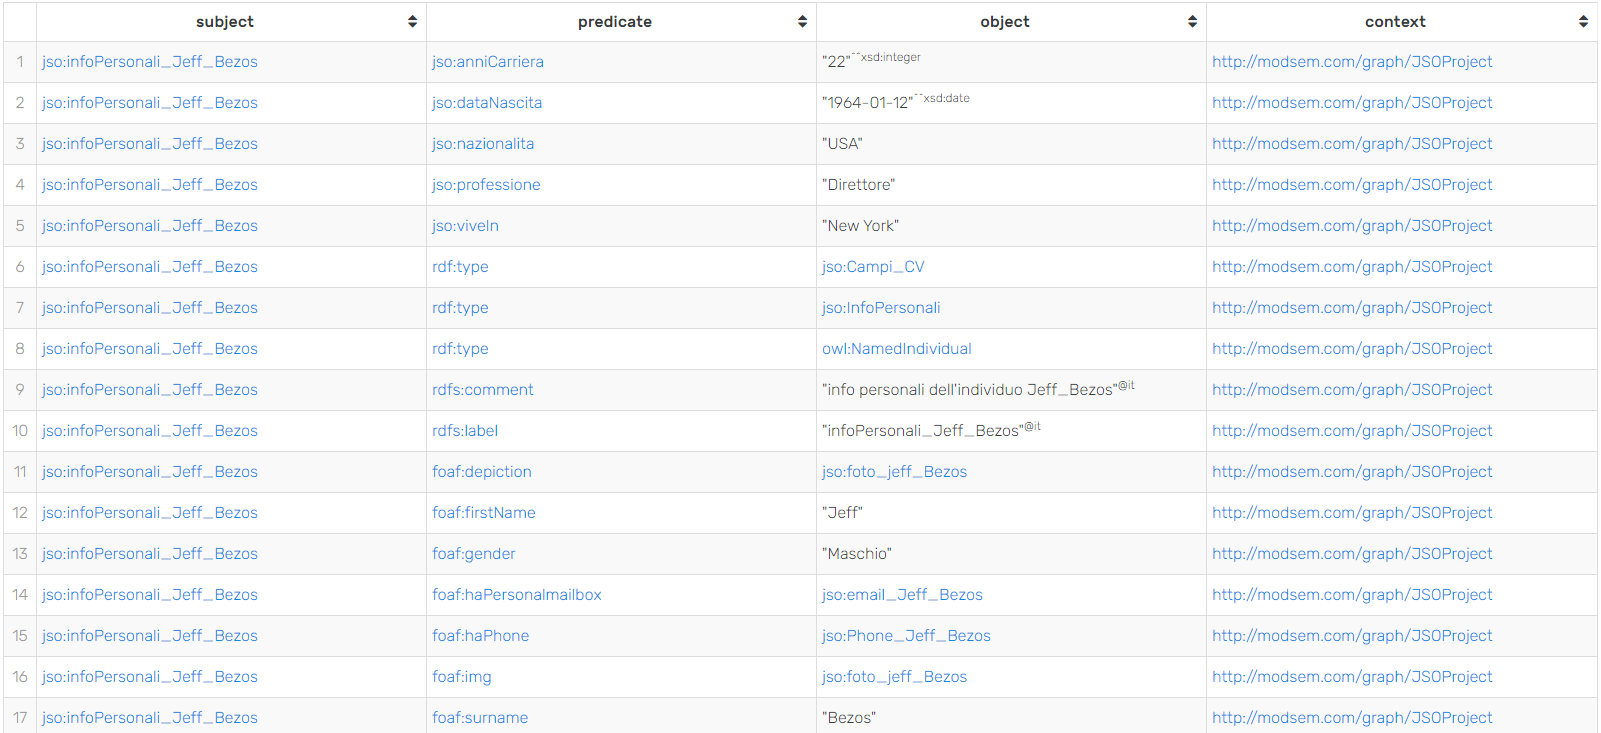 subject predicate object context
1 jso:infoPersonali_Jeff_Bezos jso:anniCarriera "22"^^xsd:integer http://modsem.com/graph/JSOProject
2 jso:infoPersonali_Jeff_Bezos jso:dataNascita "1964-01-12"^^xsd:date http://modsem.com/graph/JSOProject
3 jso:infoPersonali_Jeff_Bezos jso:nazionalita "USA" http://modsem.com/graph/JSOProject
4 jso:infoPersonali_Jeff_Bezos jso:professione "Direttore" http://modsem.com/graph/JSOProject
5 jso:infoPersonali_Jeff_Bezos jso:viveIn "New York" http://modsem.com/graph/JSOProject
6 jso:infoPersonali_Jeff_Bezos rdf:type jso:Campi_CV http://modsem.com/graph/JSOProject
7 jso:infoPersonali_Jeff_Bezos rdf:type jso:InfoPersonali http://modsem.com/graph/JSOProject
8 jso:infoPersonali_Jeff_Bezos rdf:type owl:NamedIndividual http://modsem.com/graph/JSOProject
9 jso:infoPersonali_Jeff_Bezos rdfs:comment "info personali dell'individuo Jeff_Bezos"@it http://modsem.com/graph/JSOProject
10 jso:infoPersonali_Jeff_Bezos rdfs:label "infoPersonali_Jeff_Bezos"@it http://modsem.com/graph/JSOProject
11 jso:infoPersonali_Jeff_Bezos foaf:depiction jso:foto_jeff_Bezos http://modsem.com/graph/JSOProject
12 jso:infoPersonali_Jeff_Bezos foaf:firstName "Jeff" http://modsem.com/graph/JSOProject
13 jso:infoPersonali_Jeff_Bezos foaf:gender "Maschio" http://modsem.com/graph/JSOProject
14 jso:infoPersonali_Jeff_Bezos foaf:haPersonalmailbox jso:email_Jeff_Bezos http://modsem.com/graph/JSOProject
15 jso:infoPersonali_Jeff_Bezos foaf:haPhone jso:Phone_Jeff_Bezos http://modsem.com/graph/JSOProject
16 jso:infoPersonali_Jeff_Bezos foaf:img jso:foto_jeff_Bezos http://modsem.com/graph/JSOProject
17 jso:infoPersonali_Jeff_Bezos foaf:surname "Bezos" http://modsem.com/graph/JSOProject